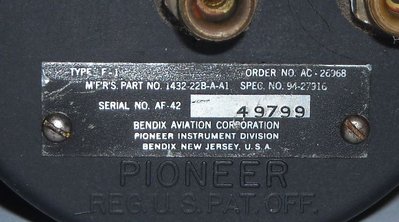 TYPE F-1 ORDER NO. AC-26968
M'F'R'S. PART NO. 1432-22B-A-A1 SPEC. NO. 94-27916
SERIAL NO. AF-42 49799
BENDIX AVIATION CORPORATION
PIONEER INSTRUMENT DIVISION
BENDIX NEW JERSEY, U.S.A.
PIONEER
REG. U.S. PAT. OFF.